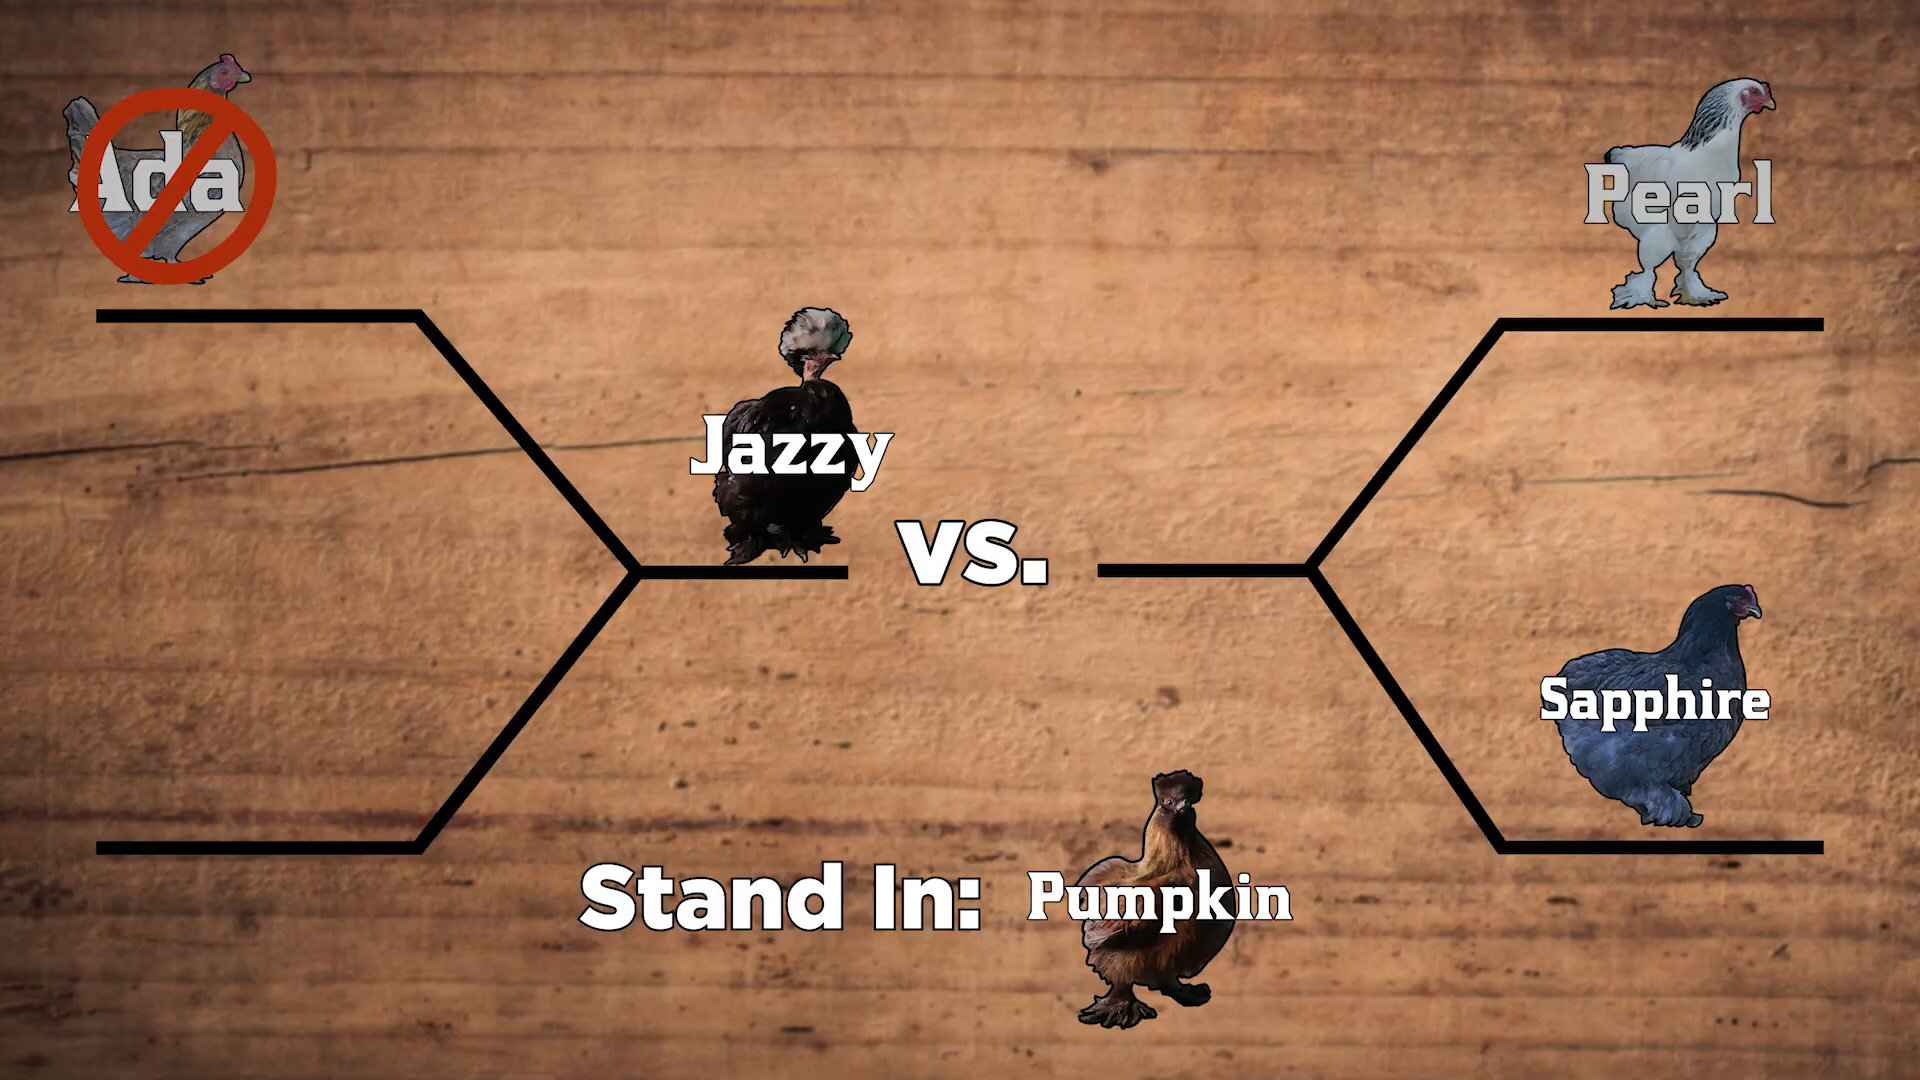 Ada
Pearl
Jazzy
vs.
Sapphire
Stand In: Pumpkin